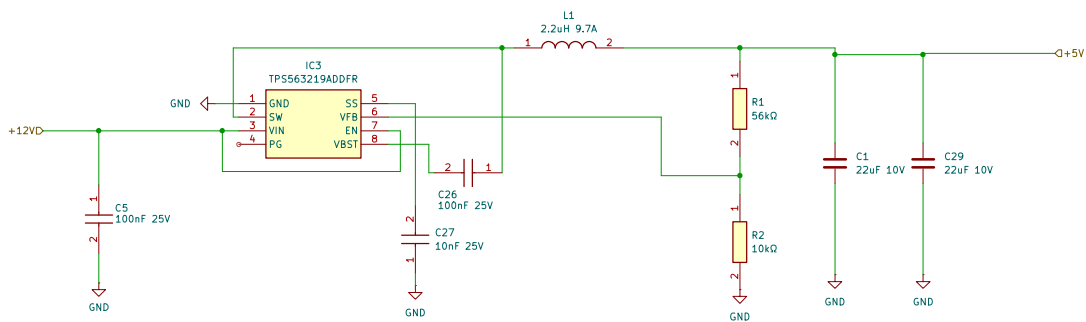 L1
2.2uH 9.7A
1
2
+5V
IC3
TPS563219ADDFR
GND
1 GND
2 SW
3 VIN
4 PG
SS 5
VFB 6
EN 7
VBST 8
+12V
1
R1
56kΩ
2
C1
22uF 10V
C29
22uF 10V
2
1
C26
100nF 25V
1
C5
100nF 25V
2
2
C27
10nF 25V
1
1
R2
10kΩ
2
GND
GND
GND
GND
GND